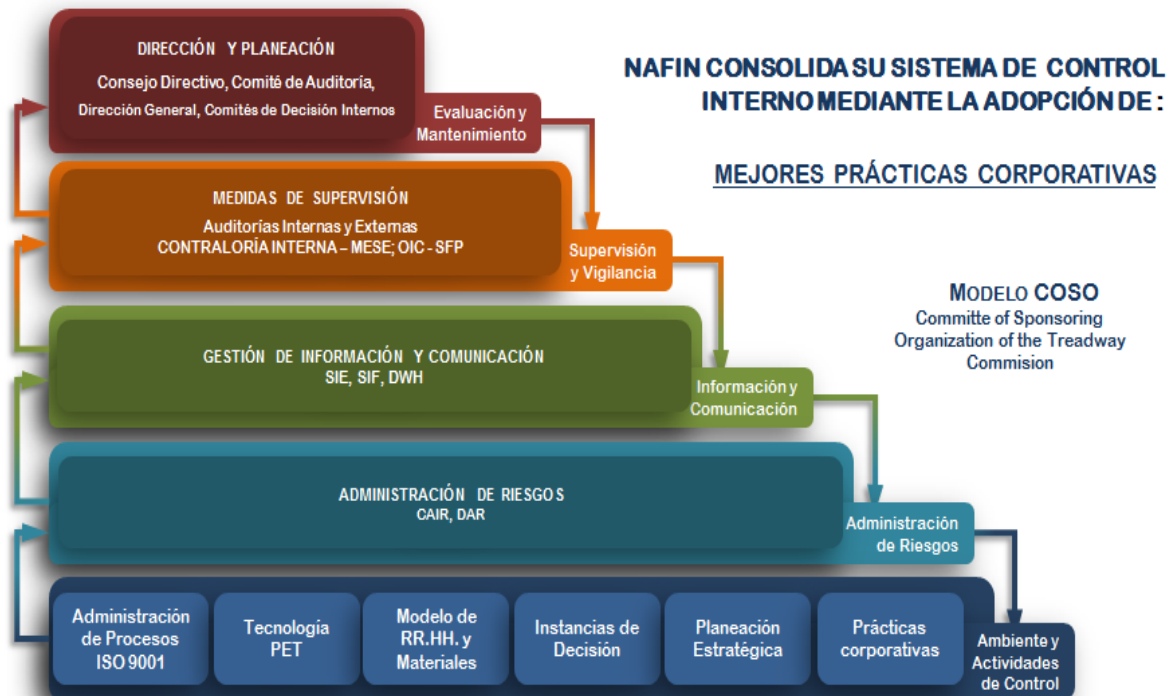 DIRECCIÓN Y PLANEACIÓN
Consejo Directivo, Comité de Auditoría,
Dirección General, Comités de Decisión Internos
Evaluación y
Mantenimiento
NAFIN CONSOLIDA SU SISTEMA DE CONTROL
INTERNO MEDIANTE LA ADOPCIÓN DE :
MEJORES PRÁCTICAS CORPORATIVAS
MEDIDAS DE SUPERVISIÓN
Auditorías Internas y Externas
CONTRALORÍA INTERNA – MESE; OIC - SFP
Supervisión
y Vigilancia
MODELO COSO
Committe of Sponsoring
Organization of the Treadway
Commision
GESTIÓN DE INFORMACIÓN Y COMUNICACIÓN
SIE, SIF, DWH
Información y
Comunicación
ADMINISTRACIÓN DE RIESGOS
CAIR, DAR
Administración
de Riesgos
Administración
de Procesos
ISO 9001
Tecnología
PET
Modelo de
RR.HH. y
Materiales
Instancias de
Decisión
Planeación
Estratégica
Prácticas
corporativas
Ambiente y
Actividades
de Control